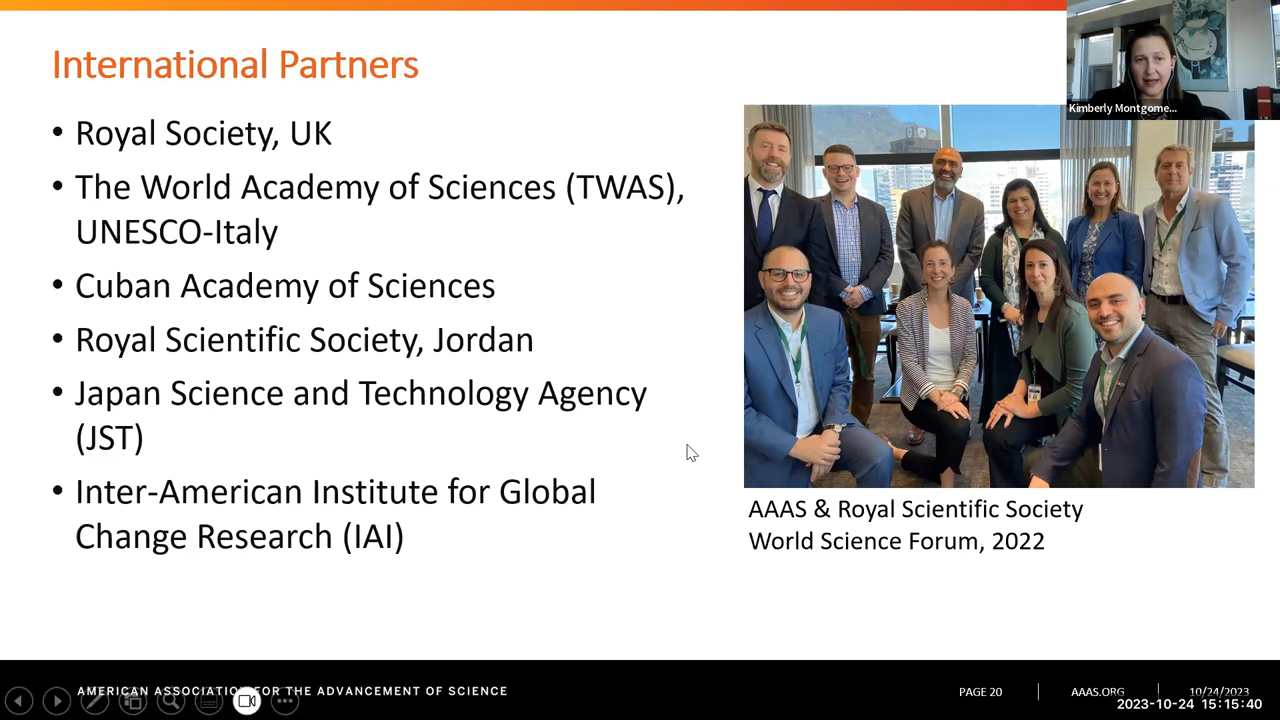 International Partners
• Royal Society, UK
• The World Academy of Sciences (TWAS),
UNESCO-Italy
• Cuban Academy of Sciences
• Royal Scientific Society, Jordan
• Japan Science and Technology Agency
(JST)
• Inter-American Institute for Global
Change Research (IAI)
Kimberly Montgome...
AAAS & Royal Scientific Society
World Science Forum, 2022
AMERICAN ASSOCIATION FOR THE ADVANCEMENT OF SCIENCE
PAGE 20
AAAS.ORG
10/24/2023
2023-10-24 15:15:40